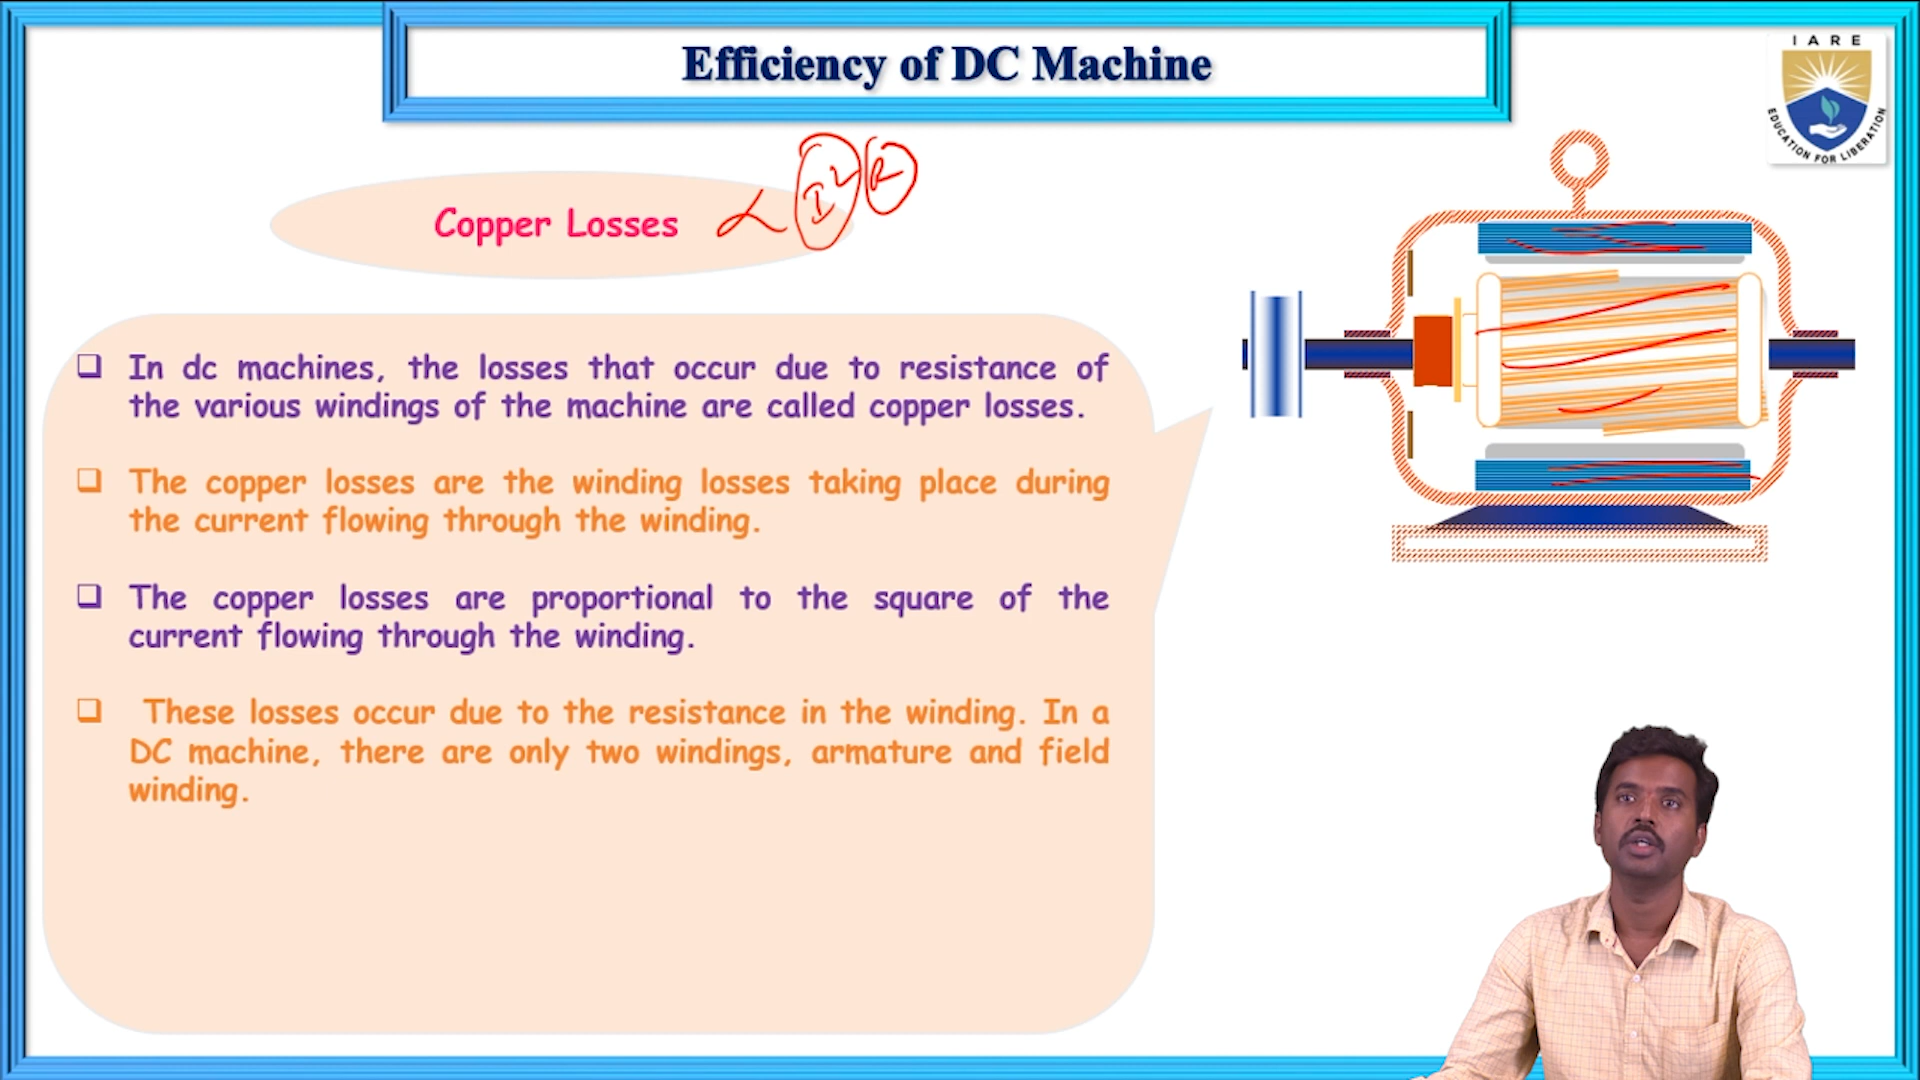 Efficiency of DC Machine
IARE
EDUCATION FOR LIBERATION
Copper Losses ∝ I² R
❑ In dc machines, the losses that occur due to resistance of
the various windings of the machine are called copper losses.
❑ The copper losses are the winding losses taking place during
the current flowing through the winding.
❑ The copper losses are proportional to the square of the
current flowing through the winding.
❑ These losses occur due to the resistance in the winding. In a
DC machine, there are only two windings, armature and field
winding.